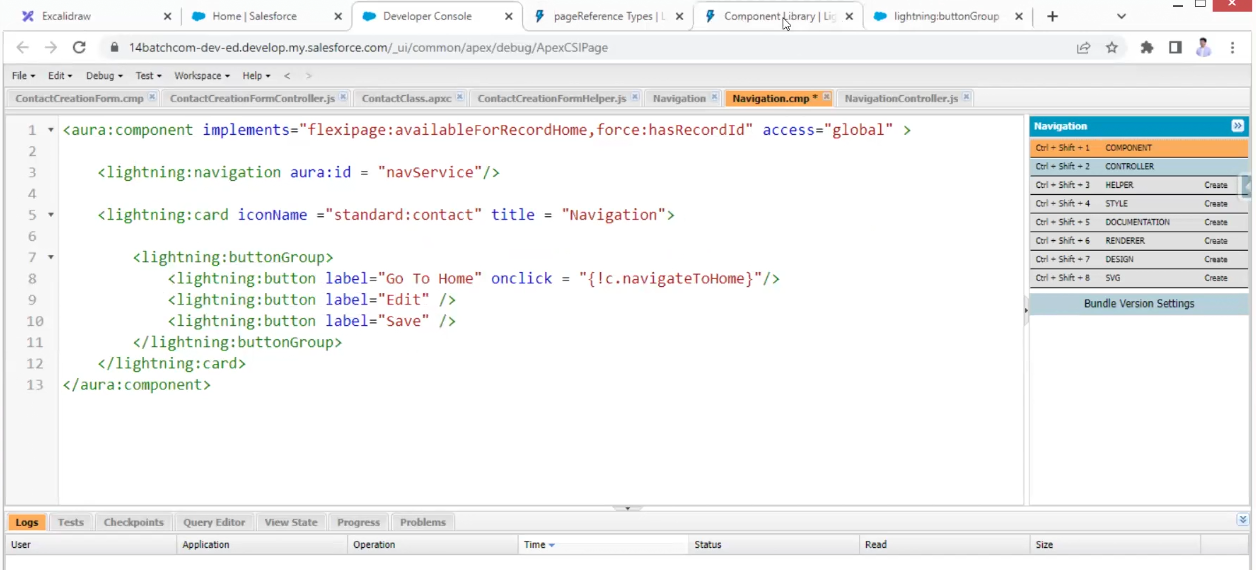 Excalidraw
Home | Salesforce
Developer Console
pageReference Types | L
Component Library | Lig
lightning:buttonGroup
14batchcom-dev-ed.develop.my.salesforce.com/_ui/common/apex/debug/ApexCSIPage
File Edit Debug Test Workspace Help < >
ContactCreationForm.cmp ContactCreationFormController.js ContactClass.apxc ContactCreationFormHelper.js Navigation Navigation.cmp * NavigationController.js
1 <aura:component implements="flexipage:availableForRecordHome,force:hasRecordId" access="global" >
2
3 <lightning:navigation aura:id = "navService"/>
4
5 <lightning:card iconName ="standard:contact" title = "Navigation">
6
7 <lightning:buttonGroup>
8 <lightning:button label="Go To Home" onclick = "{!c.navigateToHome}"/>
9 <lightning:button label="Edit" />
10 <lightning:button label="Save" />
11 </lightning:buttonGroup>
12 </lightning:card>
13 </aura:component>
Navigation
Ctrl + Shift + 1 COMPONENT
Ctrl + Shift + 2 CONTROLLER
Ctrl + Shift + 3 HELPER Create
Ctrl + Shift + 4 STYLE Create
Ctrl + Shift + 5 DOCUMENTATION Create
Ctrl + Shift + 6 RENDERER Create
Ctrl + Shift + 7 DESIGN Create
Ctrl + Shift + 8 SVG Create
Bundle Version Settings
Logs Tests Checkpoints Query Editor View State Progress Problems
User Application Operation Time Status Read Size